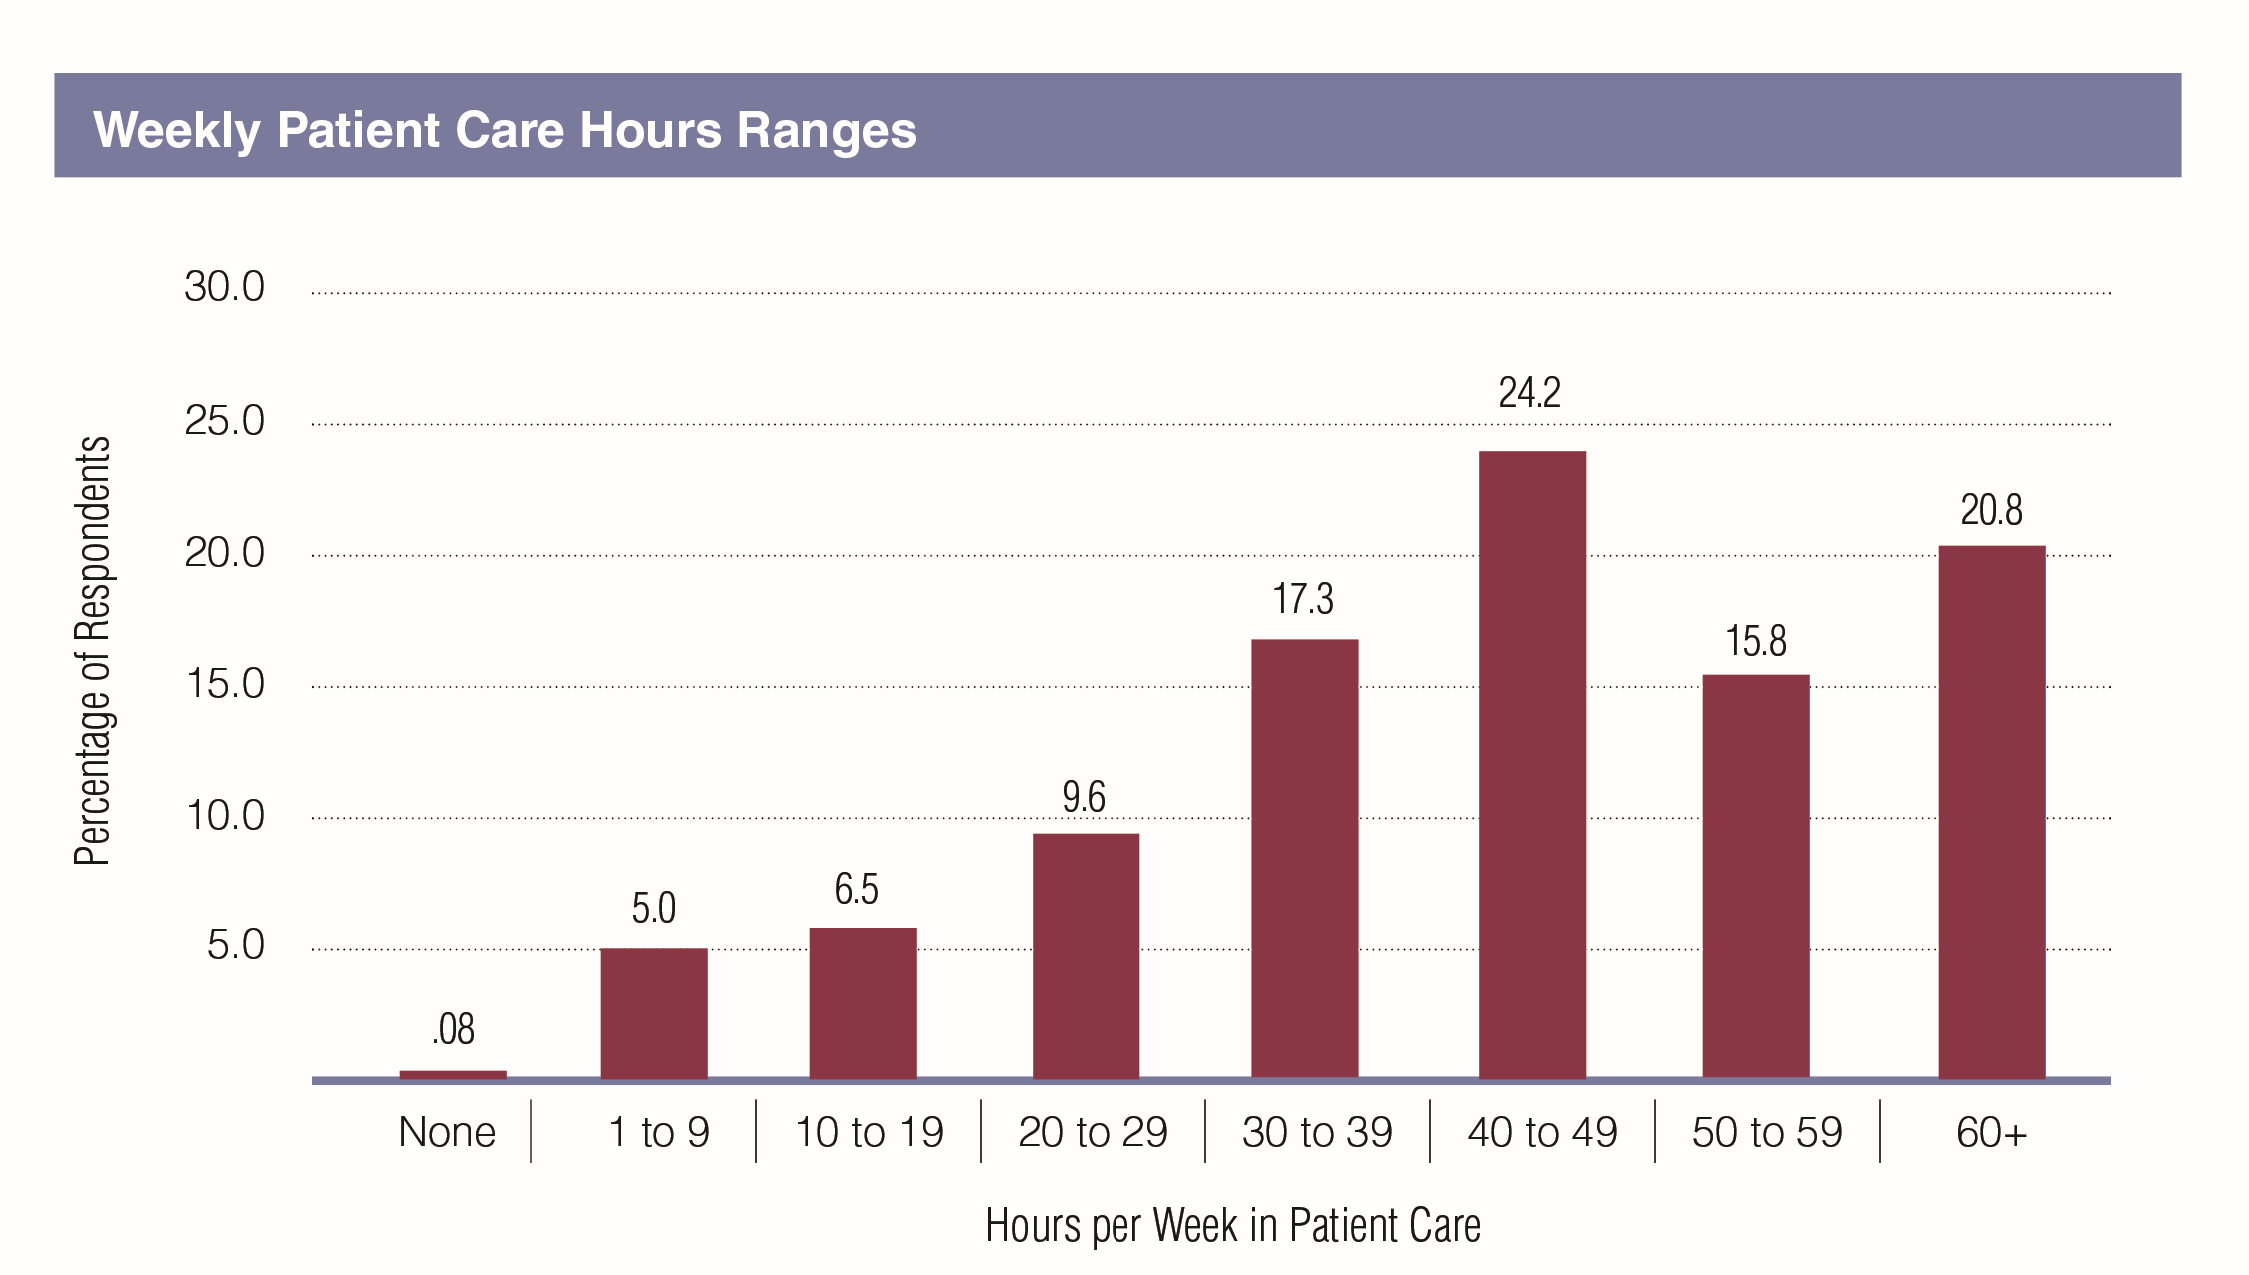 Weekly Patient Care Hours Ranges
Percentage of Respondents
30.0
25.0
20.0
15.0
10.0
5.0
.08
5.0
6.5
9.6
17.3
24.2
15.8
20.8
None
1 to 9
10 to 19
20 to 29
30 to 39
40 to 49
50 to 59
60+
Hours per Week in Patient Care